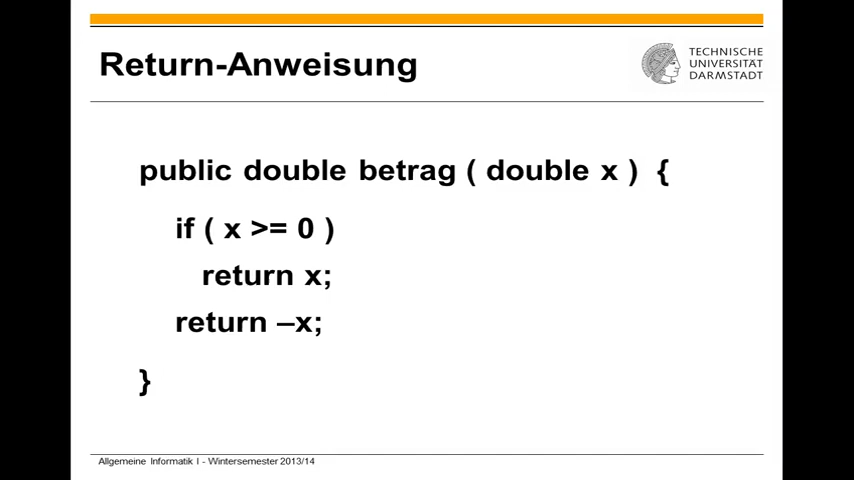 Return-Anweisung
TECHNISCHE
UNIVERSITÄT
DARMSTADT
public double betrag ( double x ) {
if ( x >= 0 )
return x;
return –x;
}
Allgemeine Informatik I - Wintersemester 2013/14